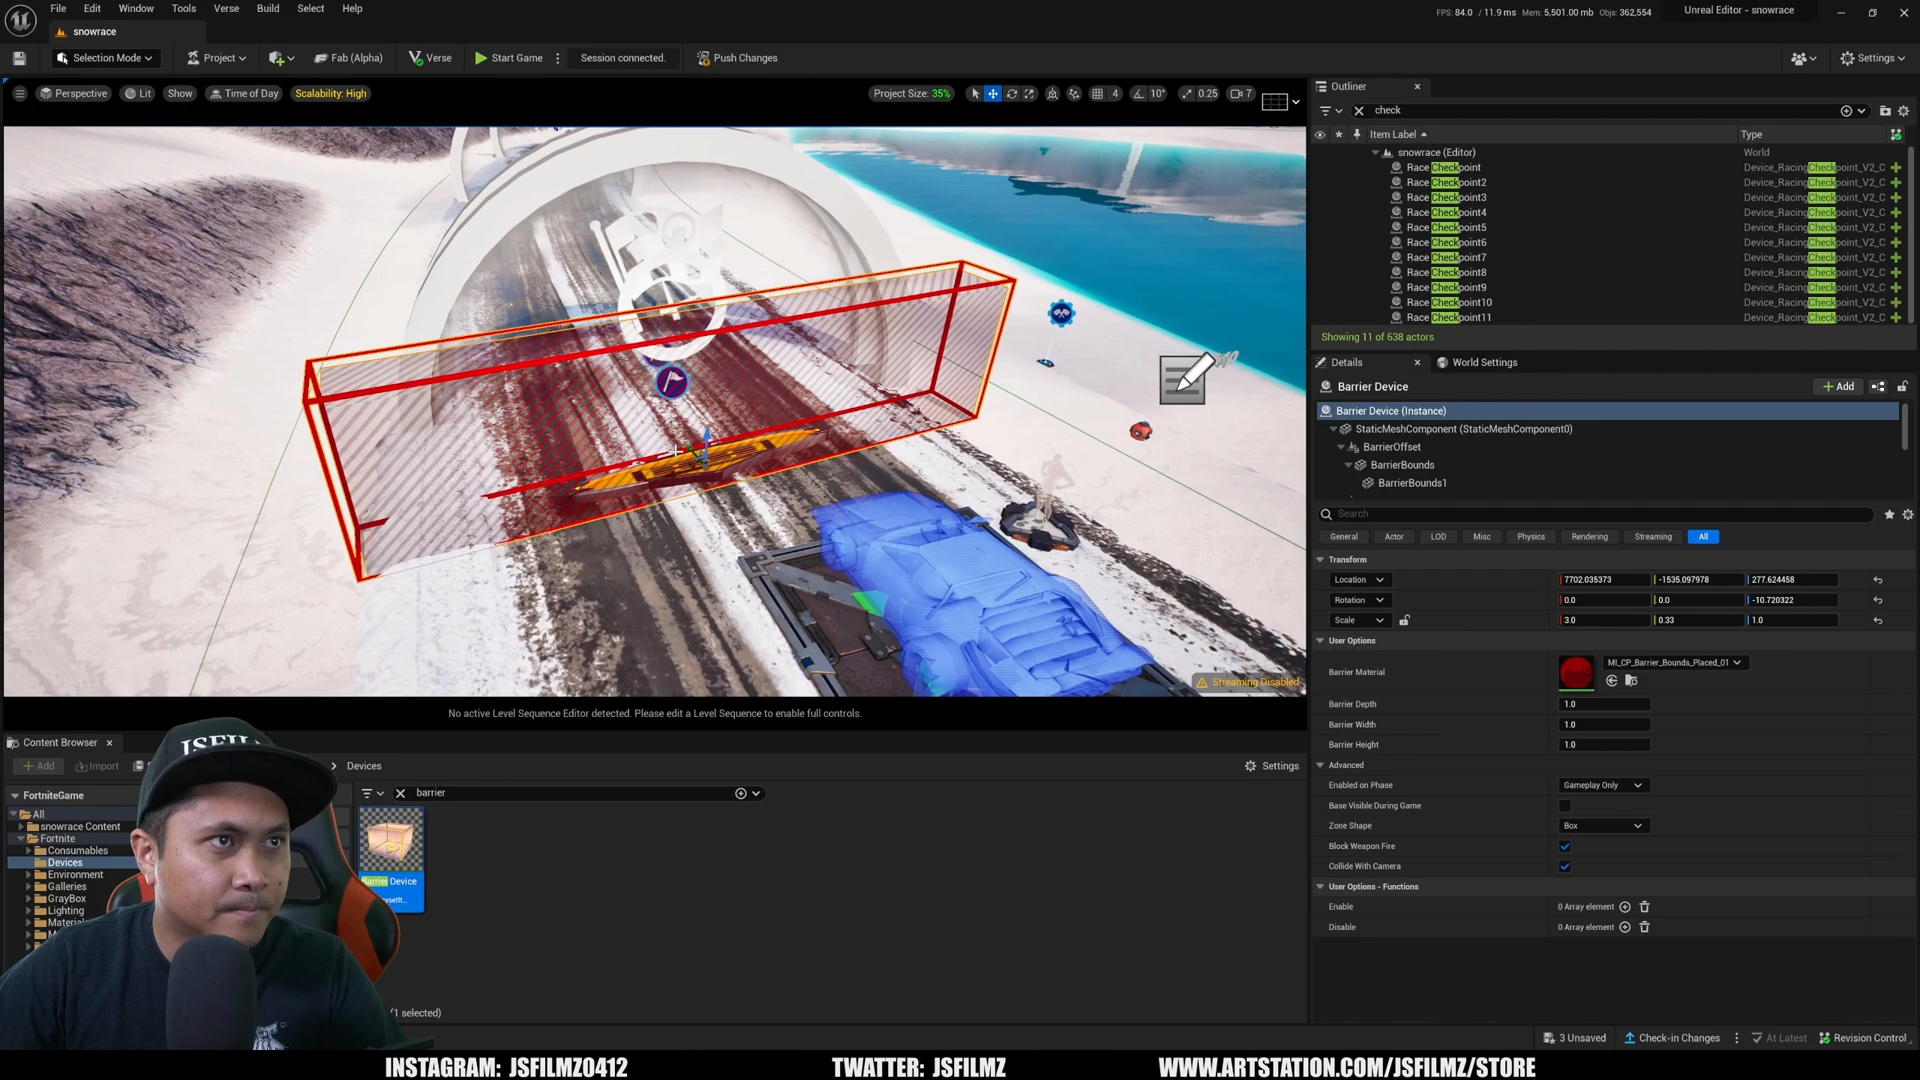 File Edit Window Tools Verse Build Select Help
FPS: 84.0 / 11.9 ms Mem: 5,501.00 mb Objs: 362,554
Unreal Editor - snowrace
snowrace
Selection Mode
Project
Fab (Alpha)
Verse
Start Game
Session connected.
Push Changes
Settings
Perspective Lit Show Time of Day Scalability: High
Project Size: 35%
4 10° 0.25 7
Streaming Disabled
No active Level Sequence Editor detected. Please edit a Level Sequence to enable full controls.
Outliner
check
Item Label Type
snowrace (Editor) World
Race Checkpoint Device_RacingCheckpoint_V2_C
Race Checkpoint2 Device_RacingCheckpoint_V2_C
Race Checkpoint3 Device_RacingCheckpoint_V2_C
Race Checkpoint4 Device_RacingCheckpoint_V2_C
Race Checkpoint5 Device_RacingCheckpoint_V2_C
Race Checkpoint6 Device_RacingCheckpoint_V2_C
Race Checkpoint7 Device_RacingCheckpoint_V2_C
Race Checkpoint8 Device_RacingCheckpoint_V2_C
Race Checkpoint9 Device_RacingCheckpoint_V2_C
Race Checkpoint10 Device_RacingCheckpoint_V2_C
Race Checkpoint11 Device_RacingCheckpoint_V2_C
Showing 11 of 638 actors
Details World Settings
Barrier Device Add
Barrier Device (Instance)
StaticMeshComponent (StaticMeshComponent0)
BarrierOffset
BarrierBounds
BarrierBounds1
Search
General Actor LOD Misc Physics Rendering Streaming All
Transform
Location 7702.035373 -1535.097978 277.624458
Rotation 0.0 0.0 -10.720322
Scale 3.0 0.33 1.0
User Options
Barrier Material MI_CP_Barrier_Bounds_Placed_01
Barrier Depth 1.0
Barrier Width 1.0
Barrier Height 1.0
Advanced
Enabled on Phase Gameplay Only
Base Visible During Game
Zone Shape Box
Block Weapon Fire
Collide With Camera
User Options - Functions
Enable 0 Array element
Disable 0 Array element
Content Browser
Add Import
Devices
Settings
FortniteGame
All
snowrace Content
Fortnite
Consumables
Devices
Environment
Galleries
GrayBox
Lighting
barrier
Barrier Device
(1 selected)
JSFILM
3 Unsaved
Check-in Changes
At Latest
Revision Control
INSTAGRAM: JSFILMZ0412
TWATTER: JSFILMZ
WWW.ARTSTATION.COM/JSFILMZ/STORE